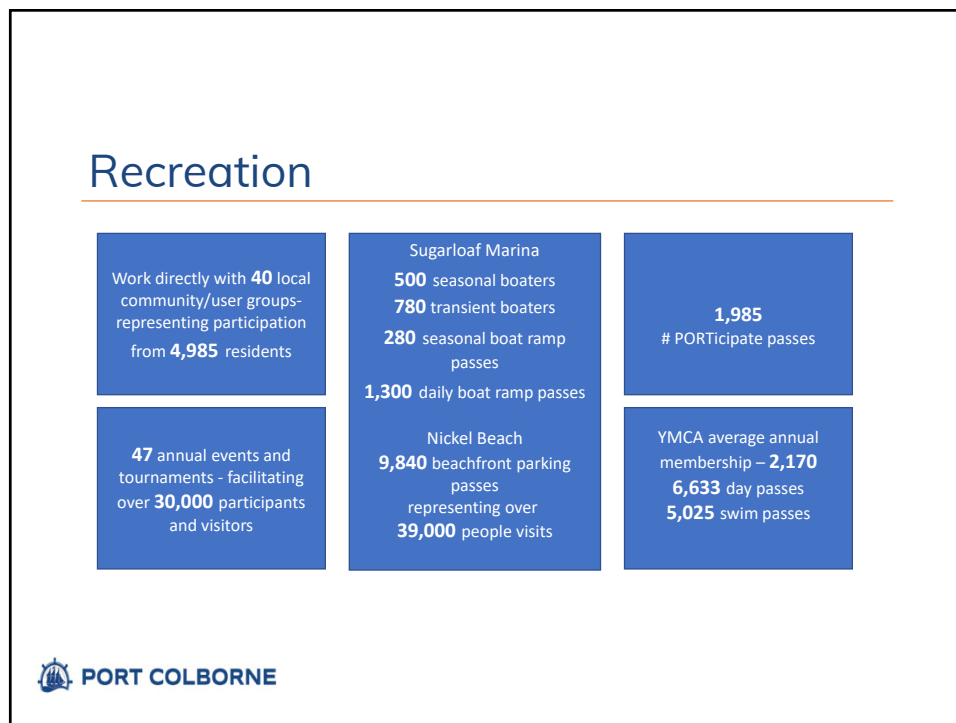 Recreation
Work directly with 40 local
community/user groups-
representing participation
from 4,985 residents
47 annual events and
tournaments - facilitating
over 30,000 participants
and visitors
Sugarloaf Marina
500 seasonal boaters
780 transient boaters
280 seasonal boat ramp
passes
1,300 daily boat ramp passes
Nickel Beach
9,840 beachfront parking
passes
representing over
39,000 people visits
1,985
# PORTicipate passes
YMCA average annual
membership – 2,170
6,633 day passes
5,025 swim passes
PORT COLBORNE